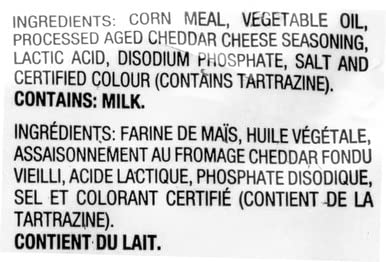 INGREDIENTS: CORN MEAL, VEGETABLE OIL,
PROCESSED AGED CHEDDAR CHEESE SEASONING,
LACTIC ACID, DISODIUM PHOSPHATE, SALT AND
CERTIFIED COLOUR (CONTAINS TARTRAZINE).
CONTAINS: MILK.
INGRÉDIENTS: FARINE DE MAÏS, HUILE VÉGÉTALE,
ASSAISONNEMENT AU FROMAGE CHEDDAR FONDU
VIEILLI, ACIDE LACTIQUE, PHOSPHATE DISODIQUE,
SEL ET COLORANT CERTIFIÉ (CONTIENT DE LA
TARTRAZINE).
CONTIENT DU LAIT.